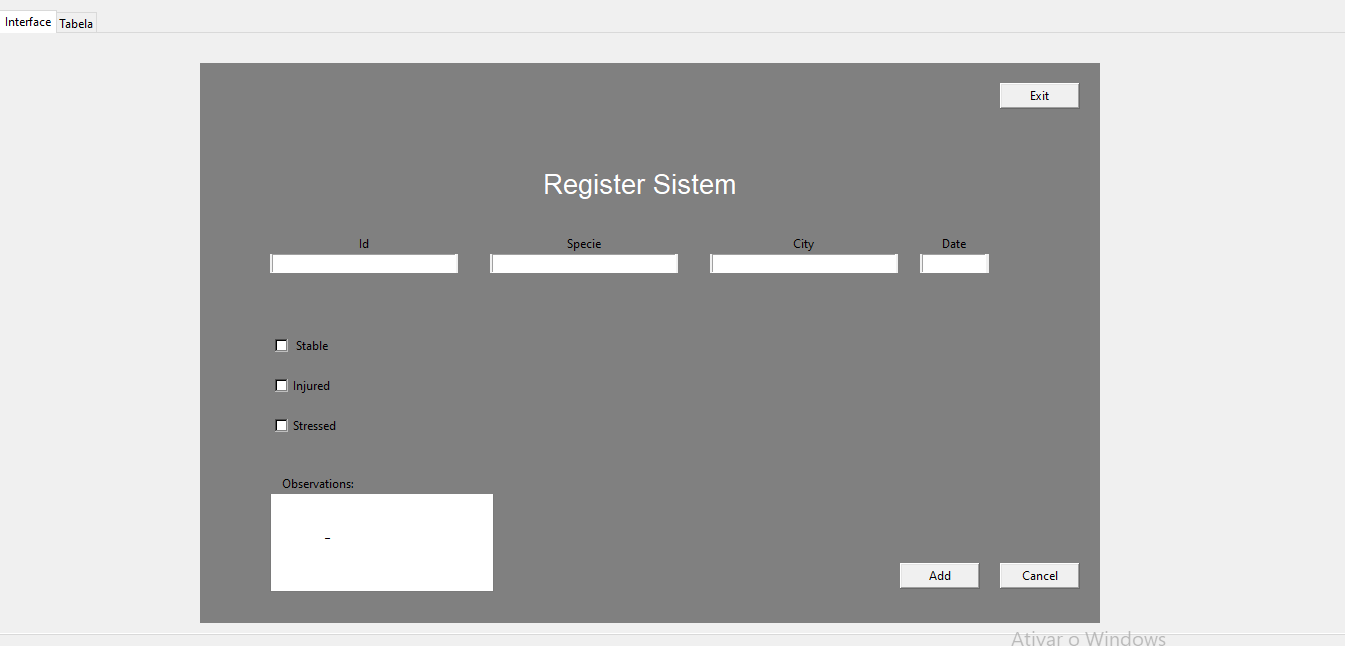 Interface Tabela
Exit
Register Sistem
Id Specie City Date
Stable
Injured
Stressed
Observations:
-
Add Cancel
Ativar o Windows